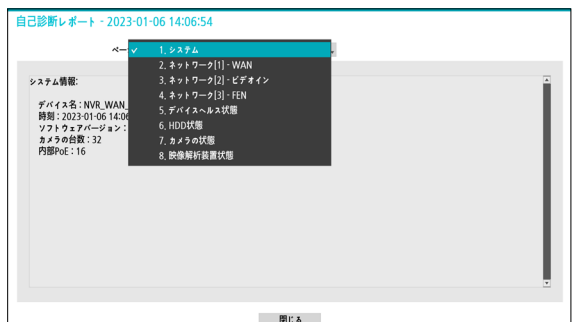 自己診断レポート - 2023-01-06 14:06:54
ページ
✓ 1. システム
2. ネットワーク[1] - WAN
3. ネットワーク[2] - ビデオイン
4. ネットワーク[3] - FEN
5. デバイスヘルス状態
6. HDD状態
7. カメラの状態
8. 映像解析装置状態
システム情報:
デバイス名 : NVR_WAN_
時刻 : 2023-01-06 14:06
ソフトウェアバージョン :
カメラの台数 : 32
内部PoE : 16
閉じる